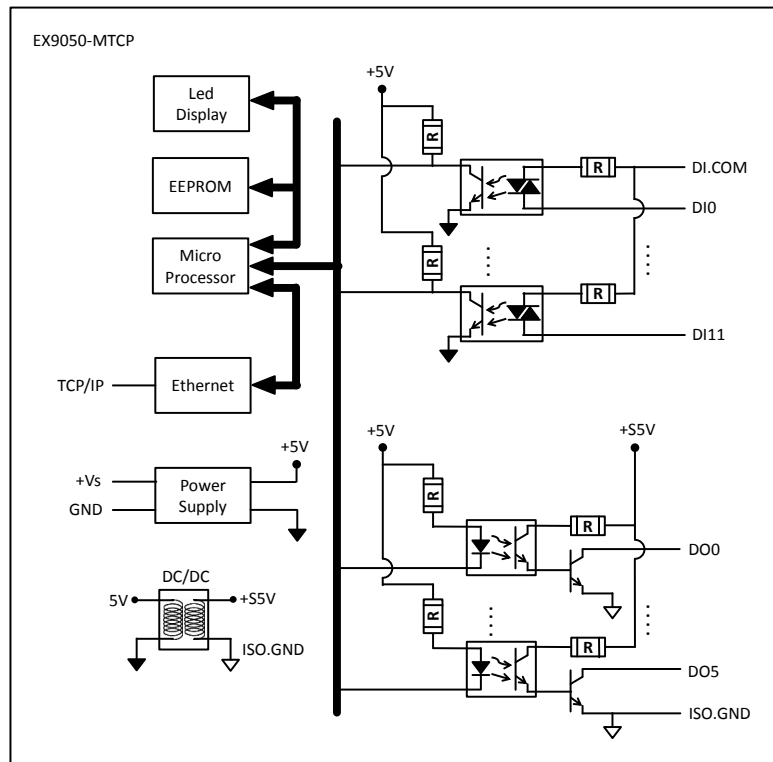 EX9050-MTCP
Led
Display
EEPROM
Micro
Processor
TCP/IP
Ethernet
+5V
+Vs
GND
Power
Supply
DC/DC
5V
+S5V
ISO.GND
+5V
R
R
DI.COM
DI0
R
R
DI11
+5V
+S5V
R
R
DO0
R
R
DO5
ISO.GND